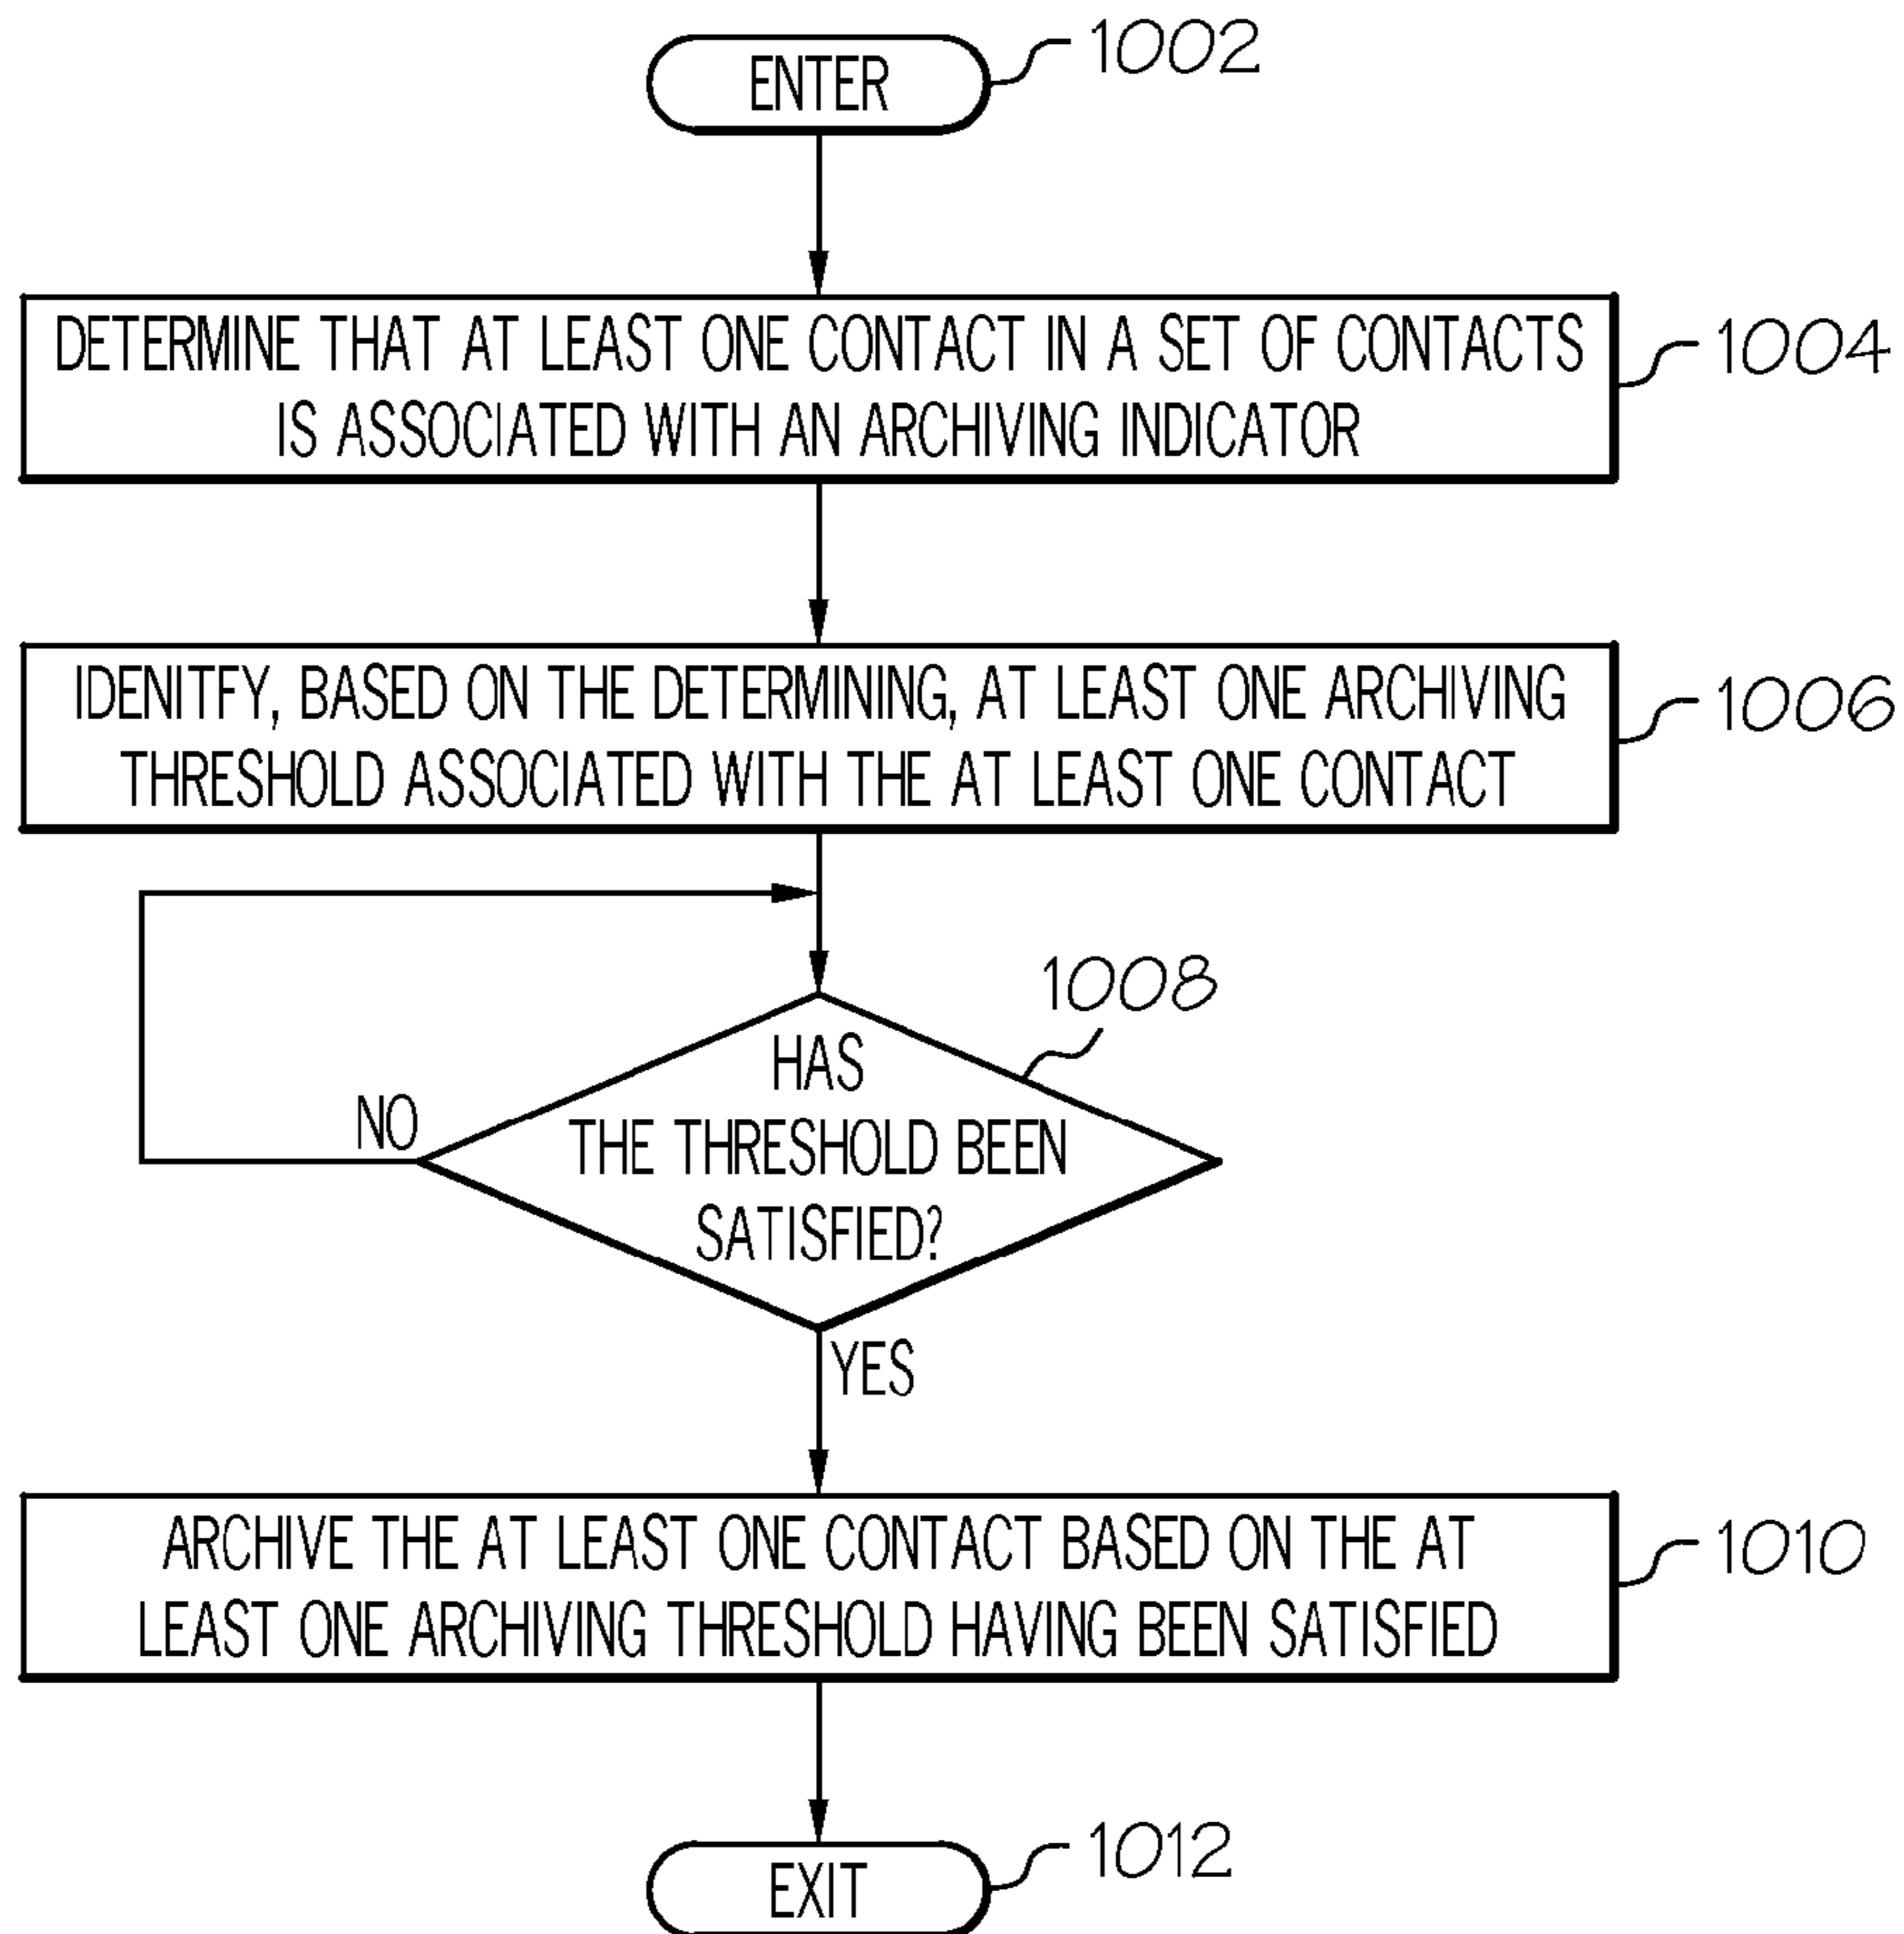 ENTER
1002
DETERMINE THAT AT LEAST ONE CONTACT IN A SET OF CONTACTS
IS ASSOCIATED WITH AN ARCHIVING INDICATOR
1004
IDENITFY, BASED ON THE DETERMINING, AT LEAST ONE ARCHIVING
THRESHOLD ASSOCIATED WITH THE AT LEAST ONE CONTACT
1006
1008
HAS
THE THRESHOLD BEEN
SATISFIED?
NO
YES
ARCHIVE THE AT LEAST ONE CONTACT BASED ON THE AT
LEAST ONE ARCHIVING THRESHOLD HAVING BEEN SATISFIED
1010
EXIT
1012